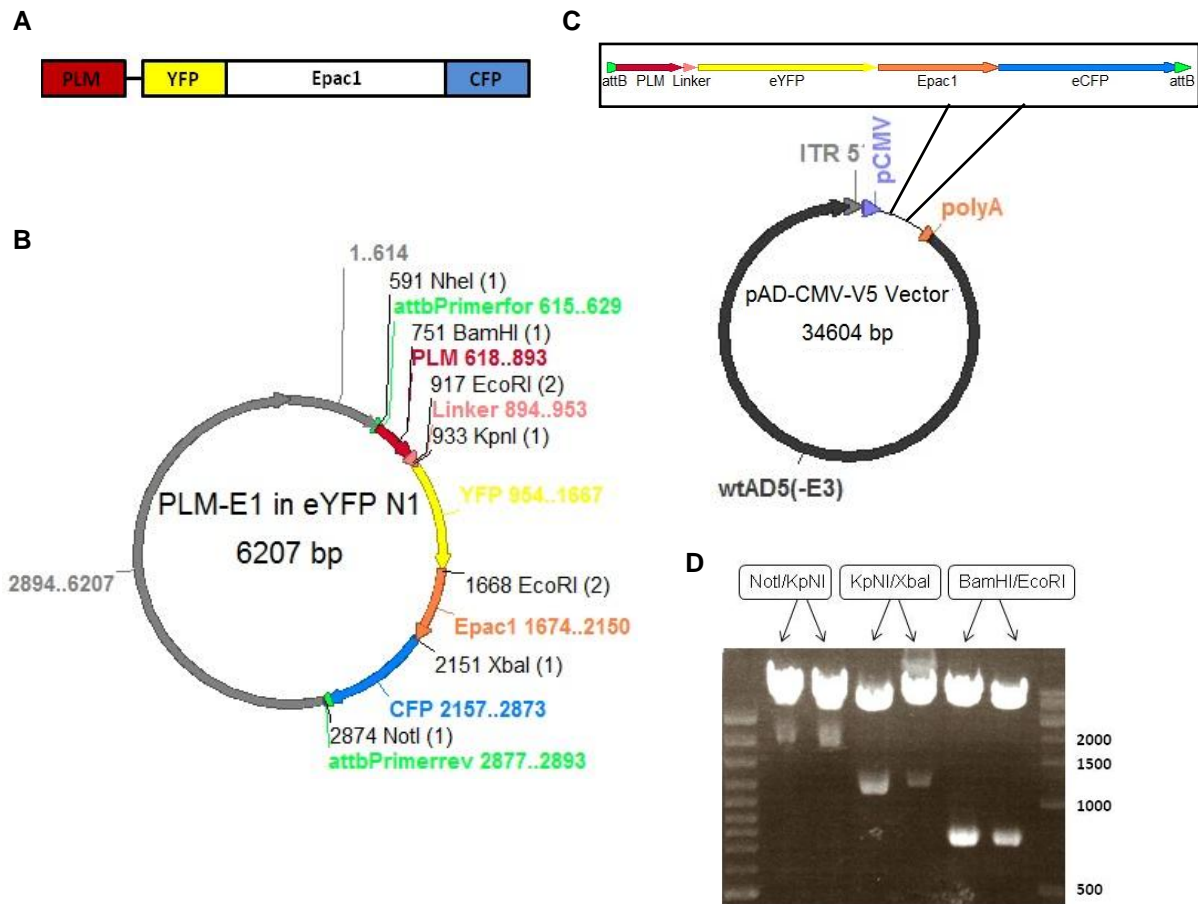 A
PLM
YFP
Epac1
CFP
B
1..614
591 NheI (1)
attbPrimerfor 615..629
751 BamHI (1)
PLM 618..893
917 EcoRI (2)
Linker 894..953
933 KpnI (1)
YFP 954..1667
PLM-E1 in eYFP N1
6207 bp
2894..6207
1668 EcoRI (2)
Epac1 1674..2150
2151 XbaI (1)
CFP 2157..2873
2874 NotI (1)
attbPrimerrev 2877..2893
C
attB PLM Linker eYFP Epac1 eCFP attB
ITR 5'
pCMV
polyA
pAD-CMV-V5 Vector
34604 bp
wtAD5(-E3)
D
NotI/KpNI
KpNI/XbaI
BamHI/EcoRI
2000
1500
1000
500